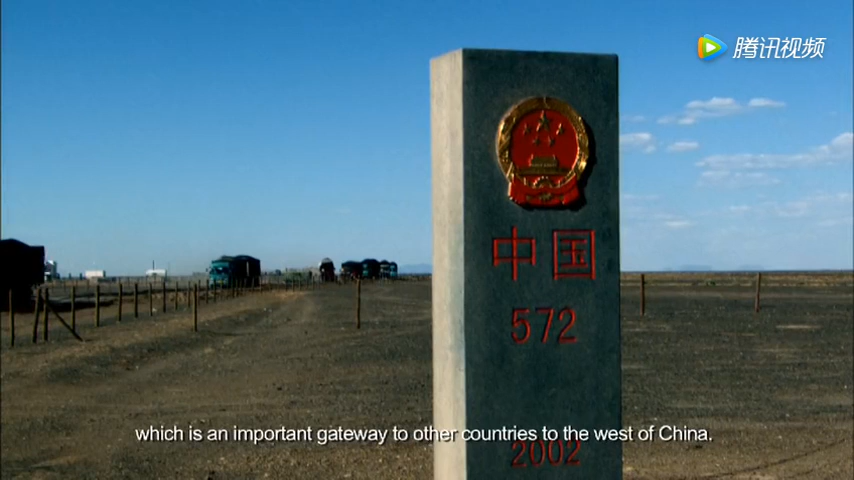 腾讯视频
中国
572
2002
which is an important gateway to other countries to the west of China.